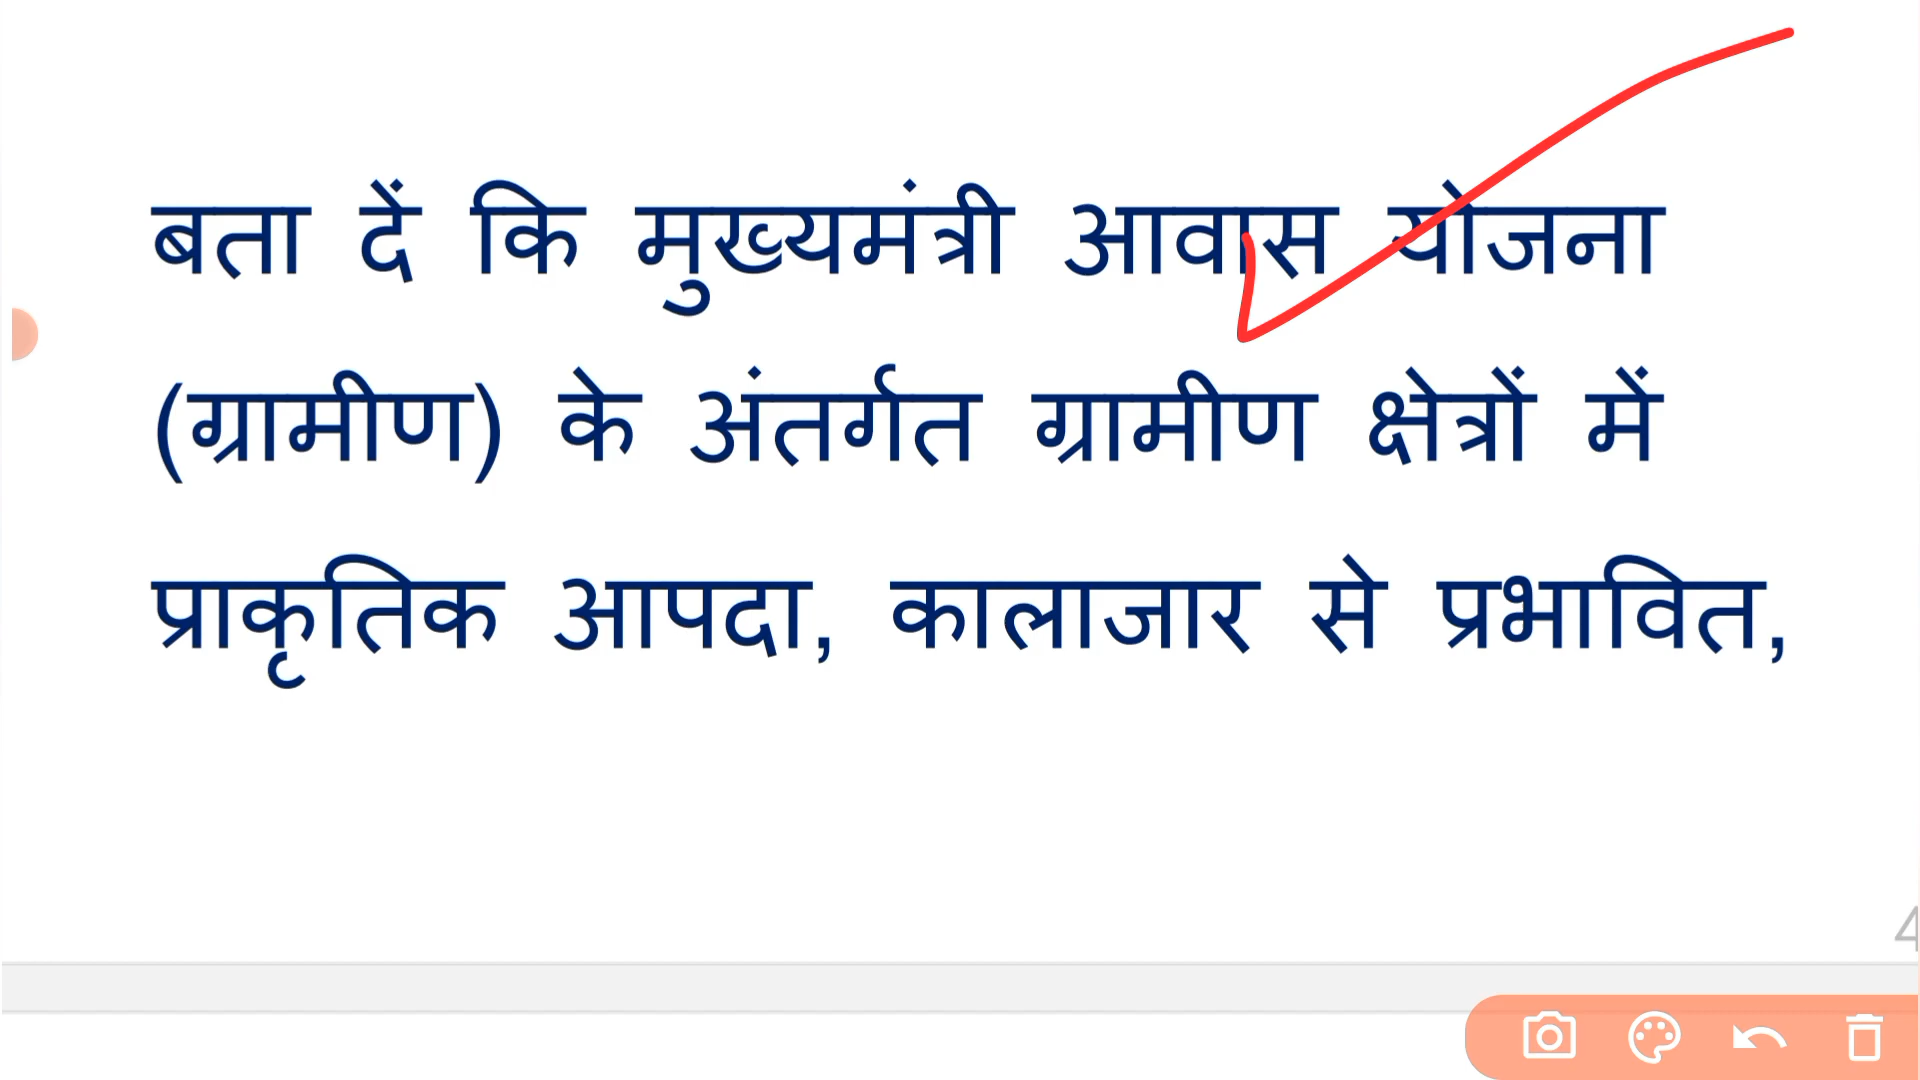 बता दें कि मुख्यमंत्री आवास योजना
(ग्रामीण) के अंतर्गत ग्रामीण क्षेत्रों में
प्राकृतिक आपदा, कालाजार से प्रभावित,